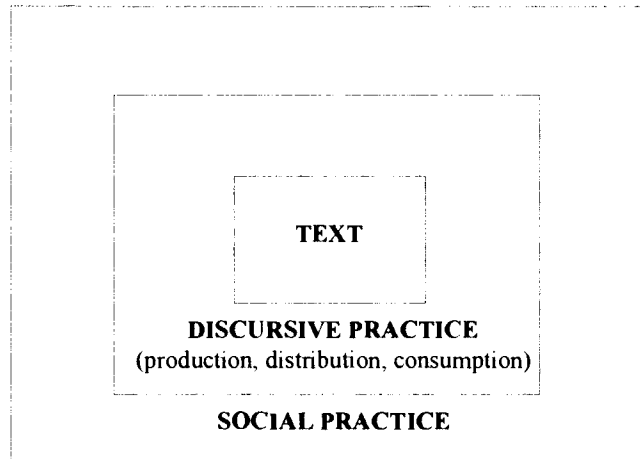 TEXT
DISCURSIVE PRACTICE
(production, distribution, consumption)
SOCIAL PRACTICE